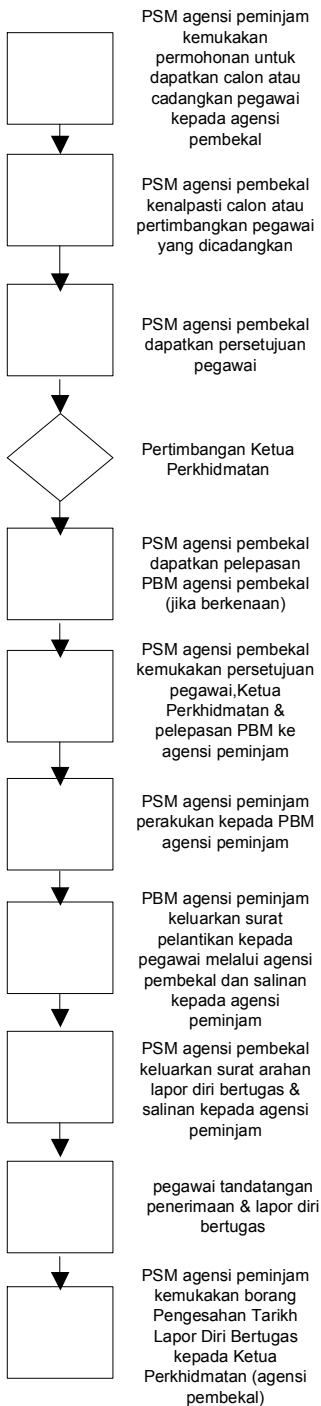 PSM agensi peminjam
kemukakan
permohonan untuk
dapatkan calon atau
cadangkan pegawai
kepada agensi
pembekal
PSM agensi pembekal
kenalpasti calon atau
pertimbangkan pegawai
yang dicadangkan
PSM agensi pembekal
dapatkan persetujuan
pegawai
Pertimbangan Ketua
Perkhidmatan
PSM agensi pembekal
dapatkan pelepasan
PBM agensi pembekal
(jika berkenaan)
PSM agensi pembekal
kemukakan persetujuan
pegawai,Ketua
Perkhidmatan &
pelepasan PBM ke
agensi peminjam
PSM agensi peminjam
perakukan kepada PBM
agensi peminjam
PBM agensi peminjam
keluarkan surat
pelantikan kepada
pegawai melalui agensi
pembekal dan salinan
kepada agensi
peminjam
PSM agensi pembekal
keluarkan surat arahan
lapor diri bertugas &
salinan kepada agensi
peminjam
pegawai tandatangan
penerimaan & lapor diri
bertugas
PSM agensi peminjam
kemukakan borang
Pengesahan Tarikh
Lapor Diri Bertugas
kepada Ketua
Perkhidmatan (agensi
pembekal)